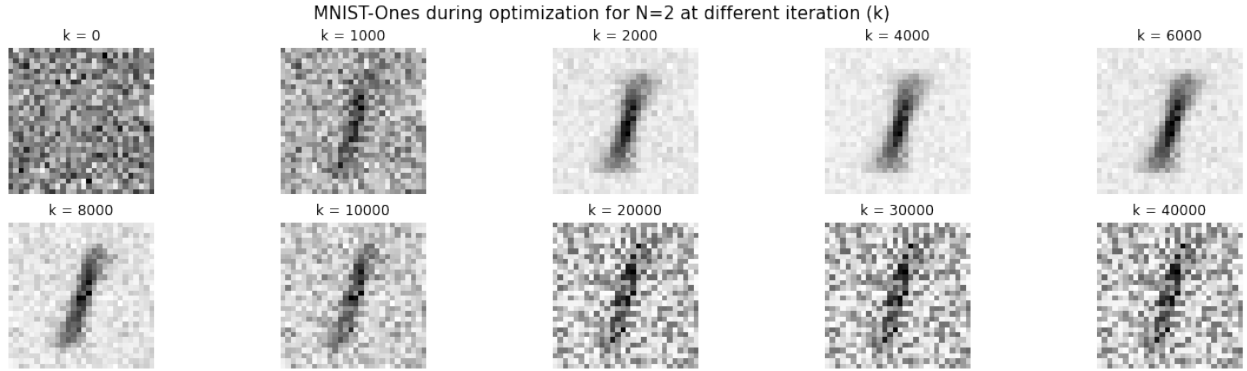 MNIST-Ones during optimization for N=2 at different iteration (k)
k = 0
k = 1000
k = 2000
k = 4000
k = 6000
k = 8000
k = 10000
k = 20000
k = 30000
k = 40000